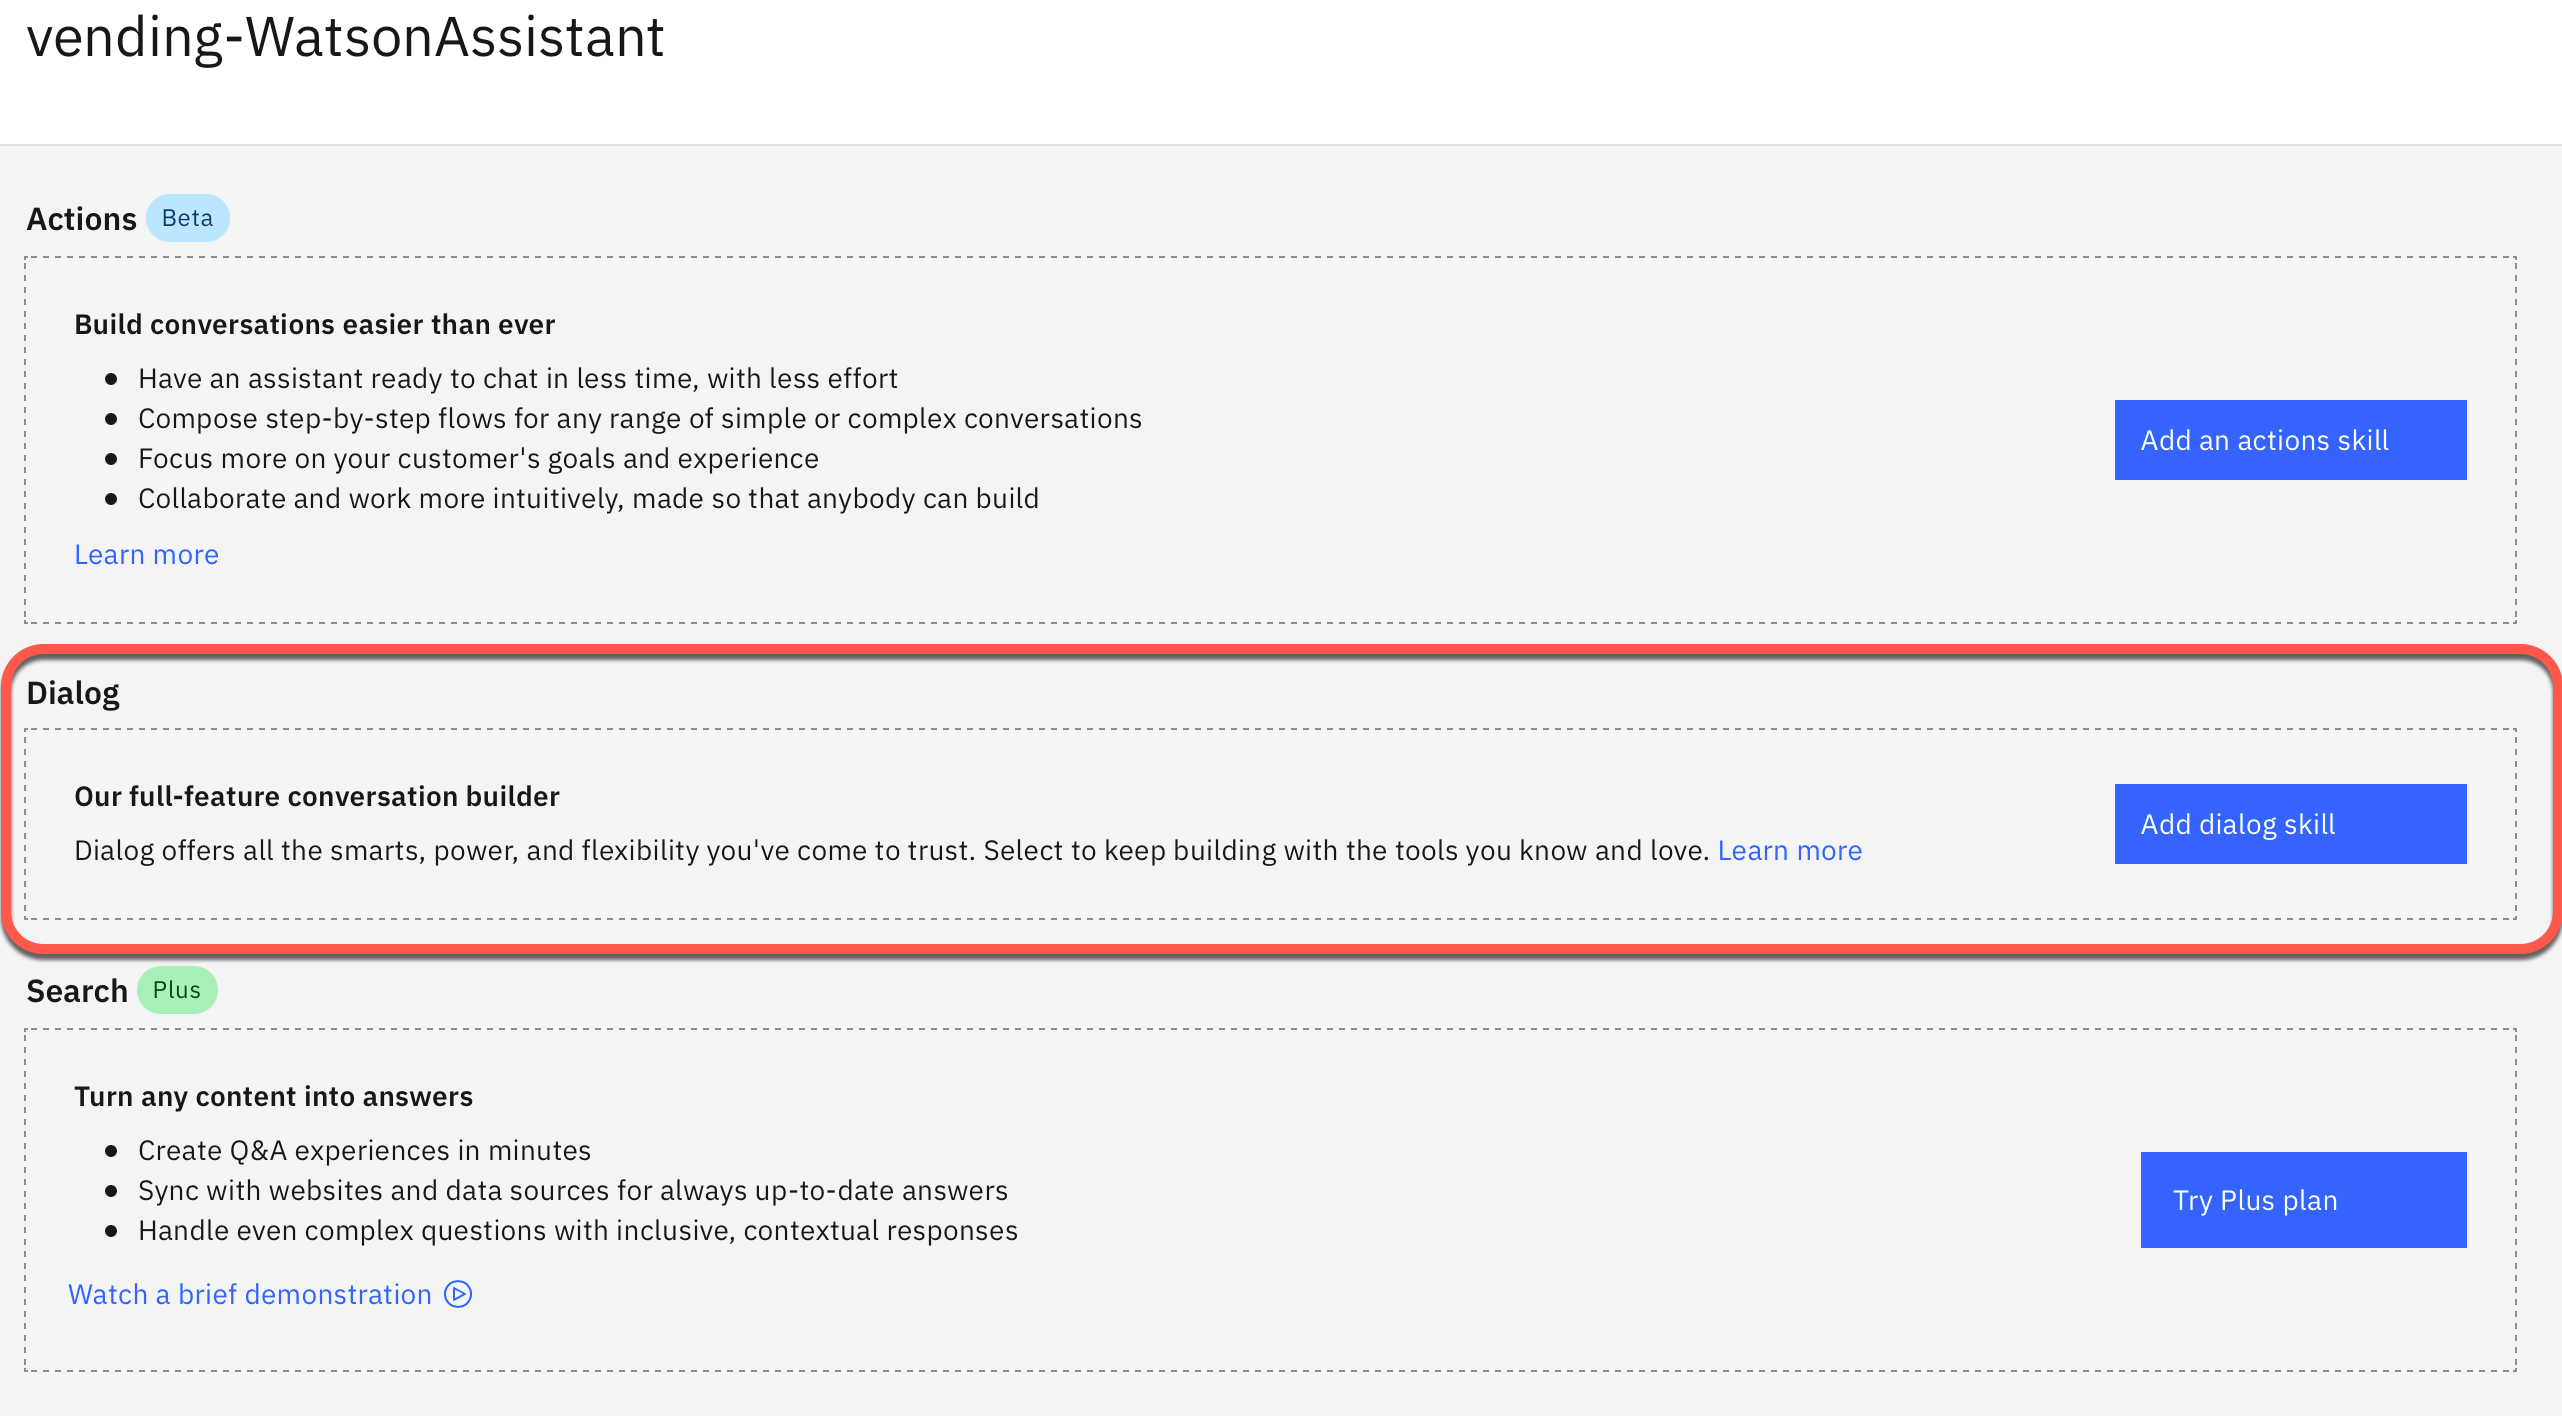 vending-WatsonAssistant
Actions Beta
Build conversations easier than ever
Have an assistant ready to chat in less time, with less effort
Compose step-by-step flows for any range of simple or complex conversations
Focus more on your customer's goals and experience
Collaborate and work more intuitively, made so that anybody can build
Add an actions skill
Learn more
Dialog
Our full-feature conversation builder
Dialog offers all the smarts, power, and flexibility you've come to trust. Select to keep building with the tools you know and love. Learn more
Add dialog skill
Search Plus
Turn any content into answers
Create Q&A experiences in minutes
Sync with websites and data sources for always up-to-date answers
Handle even complex questions with inclusive, contextual responses
Try Plus plan
Watch a brief demonstration